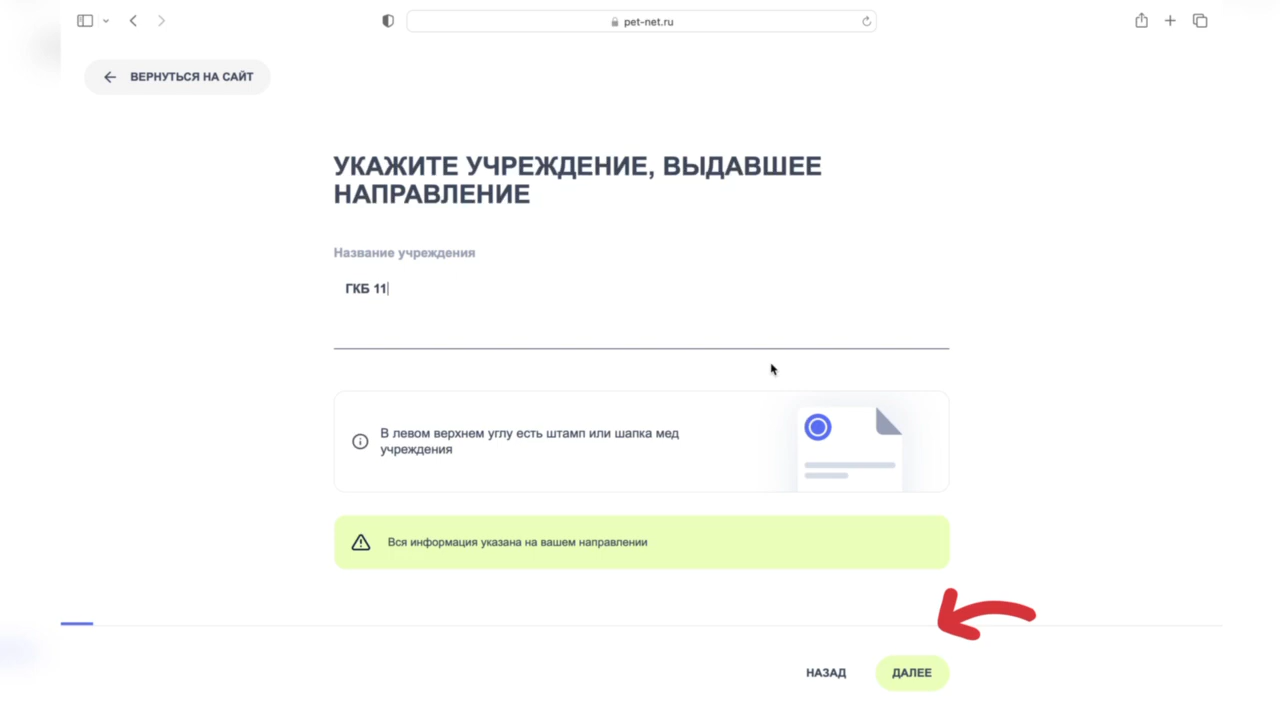 pet-net.ru
ВЕРНУТЬСЯ НА САЙТ
УКАЖИТЕ УЧРЕЖДЕНИЕ, ВЫДАВШЕЕ
НАПРАВЛЕНИЕ
Название учреждения
ГКБ 11
В левом верхнем углу есть штамп или шапка мед
учреждения
Вся информация указана на вашем направлении
НАЗАД
ДАЛЕЕ